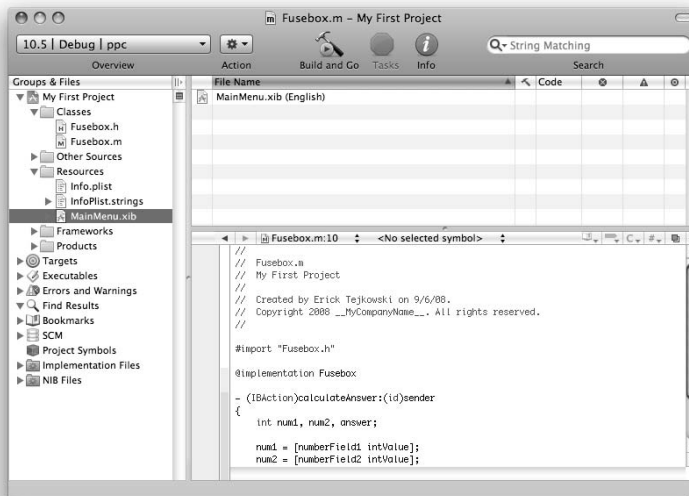 Fusebox.m – My First Project
10.5 | Debug | ppc
String Matching
Overview
Action
Build and Go
Tasks
Info
Search
Groups & Files
My First Project
Classes
Fusebox.h
Fusebox.m
Other Sources
Resources
Info.plist
InfoPlist.strings
MainMenu.xib
Frameworks
Products
Targets
Executables
Errors and Warnings
Find Results
Bookmarks
SCM
Project Symbols
Implementation Files
NIB Files
File Name
Code
MainMenu.xib (English)
Fusebox.m:10
<No selected symbol>
C
#
//
//  Fusebox.m
//  My First Project
//
//  Created by Erick Tejkowski on 9/6/08.
//  Copyright 2008 __MyCompanyName__. All rights reserved.
//
#import "Fusebox.h"
@implementation Fusebox
- (IBAction)calculateAnswer:(id)sender
{
int num1, num2, answer;
num1 = [numberField1 intValue];
num2 = [numberField2 intValue];